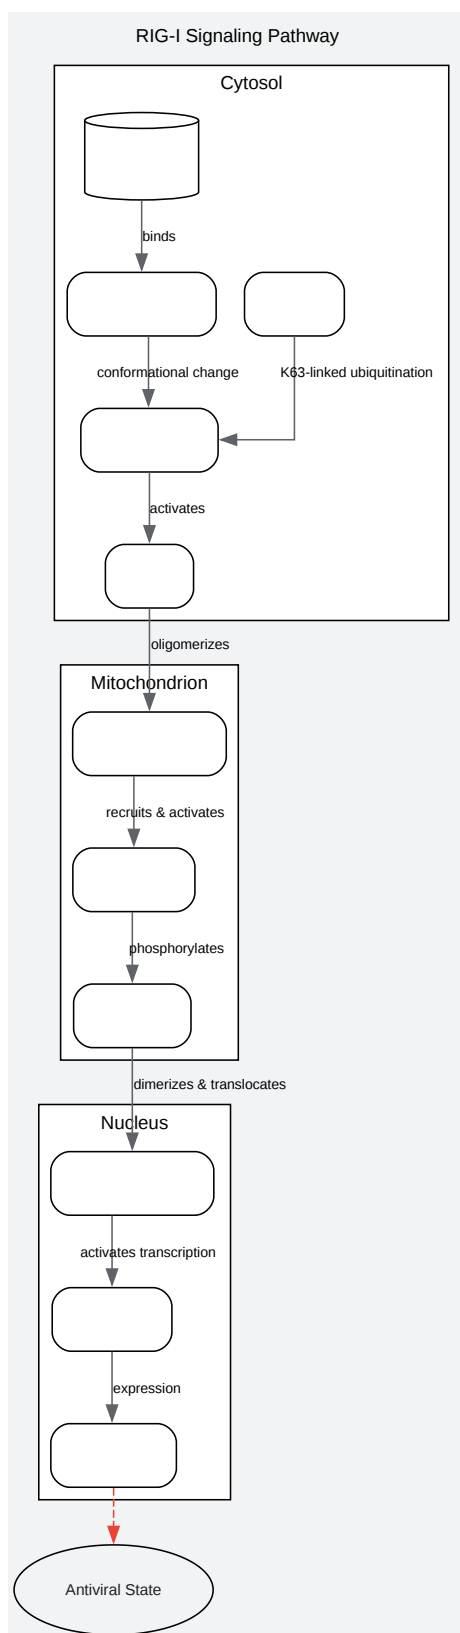 RIG-I Signaling Pathway
Cytosol
binds
conformational change
K63-linked ubiquitination
activates
oligomerizes
Mitochondrion
recruits & activates
phosphorylates
dimerizes & translocates
Nucleus
activates transcription
expression
Antiviral State